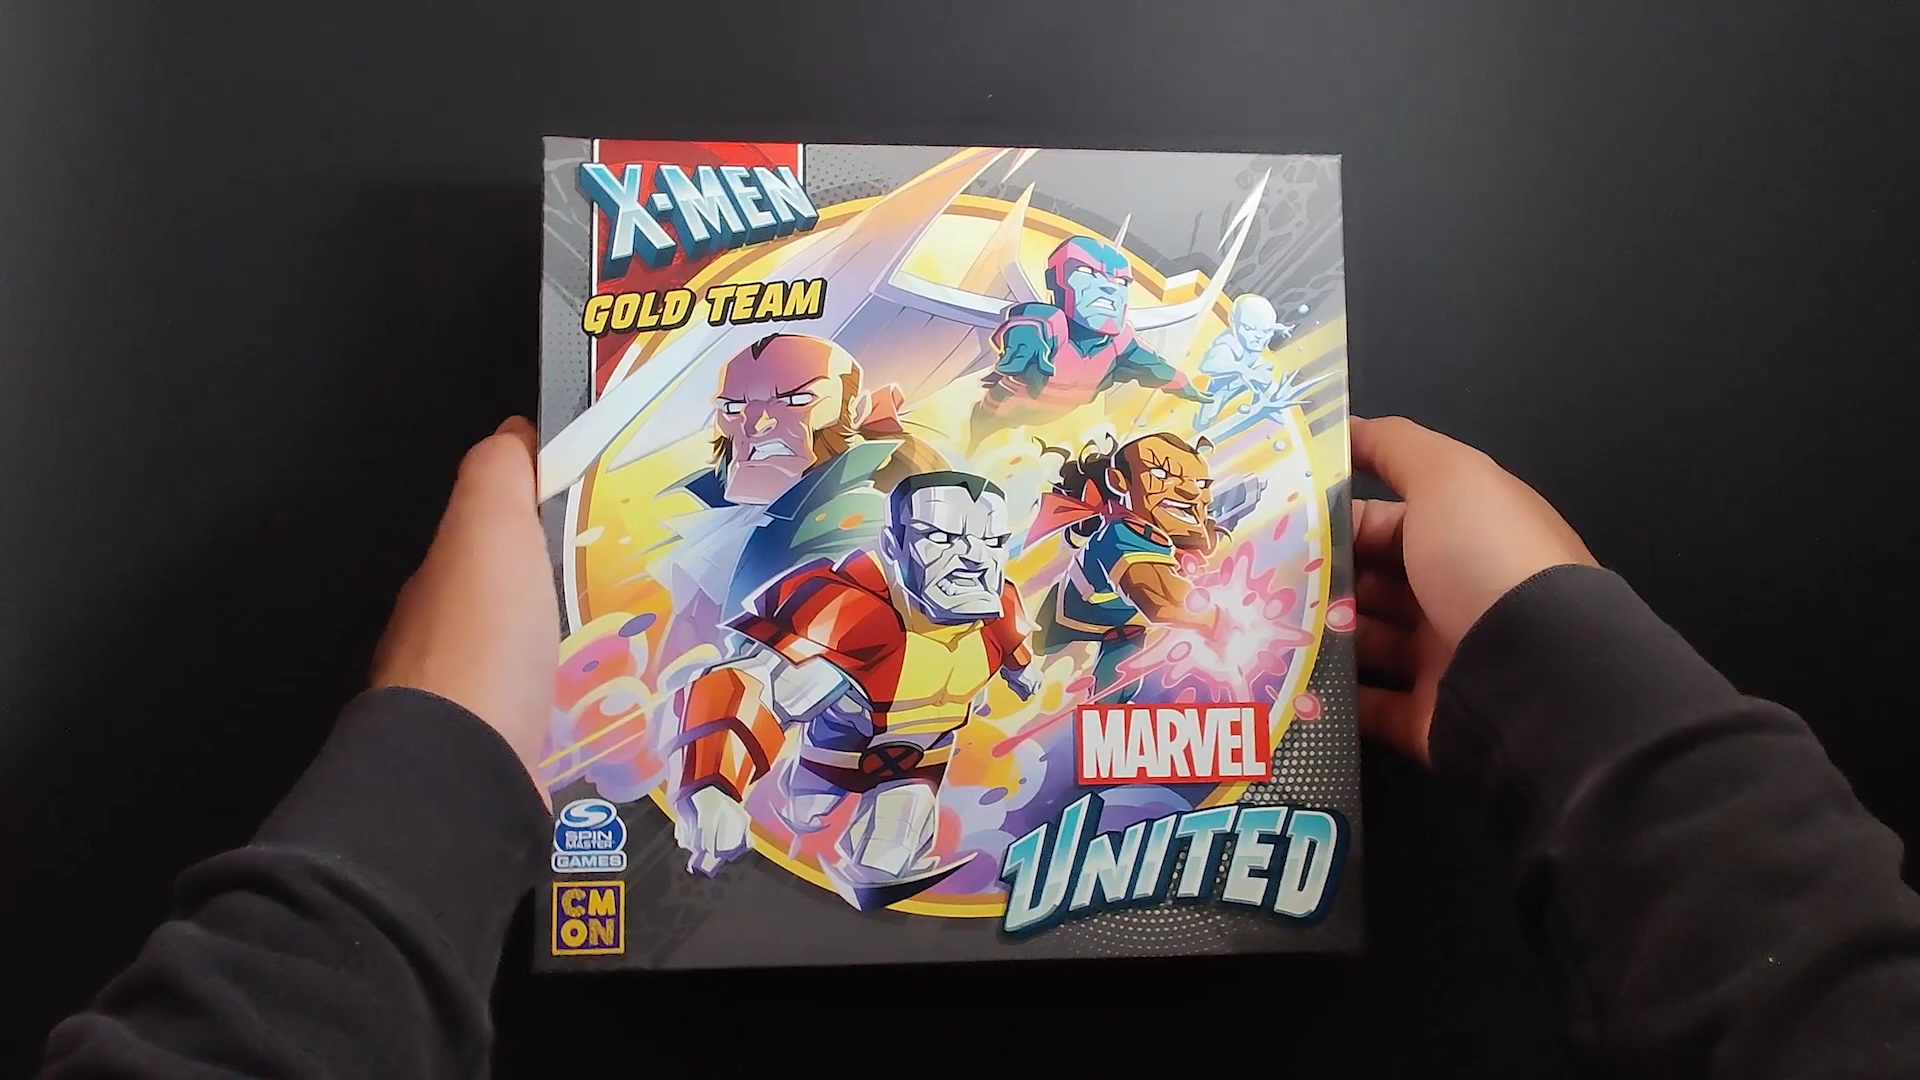 X-MEN
GOLD TEAM
MARVEL
UNITED
SPIN
MASTER
GAMES
CM
ON